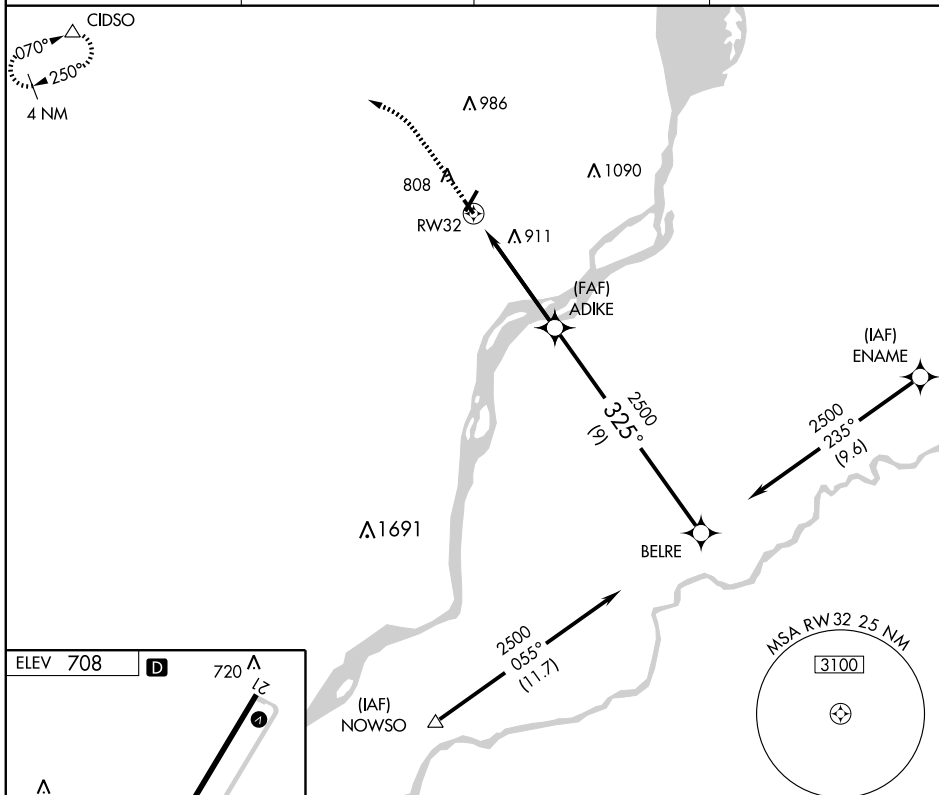 CIDSO
070°
250°
4 NM
986
1090
808
RW32
911
(FAF)
ADIKE
(IAF)
ENAME
2500
325°
(9)
2500
235°
(9.6)
1691
BELRE
2500
055°
(11.7)
(IAF)
NOWSO
MSA RW32 25 NM
3100
ELEV 708
D
720
21
V